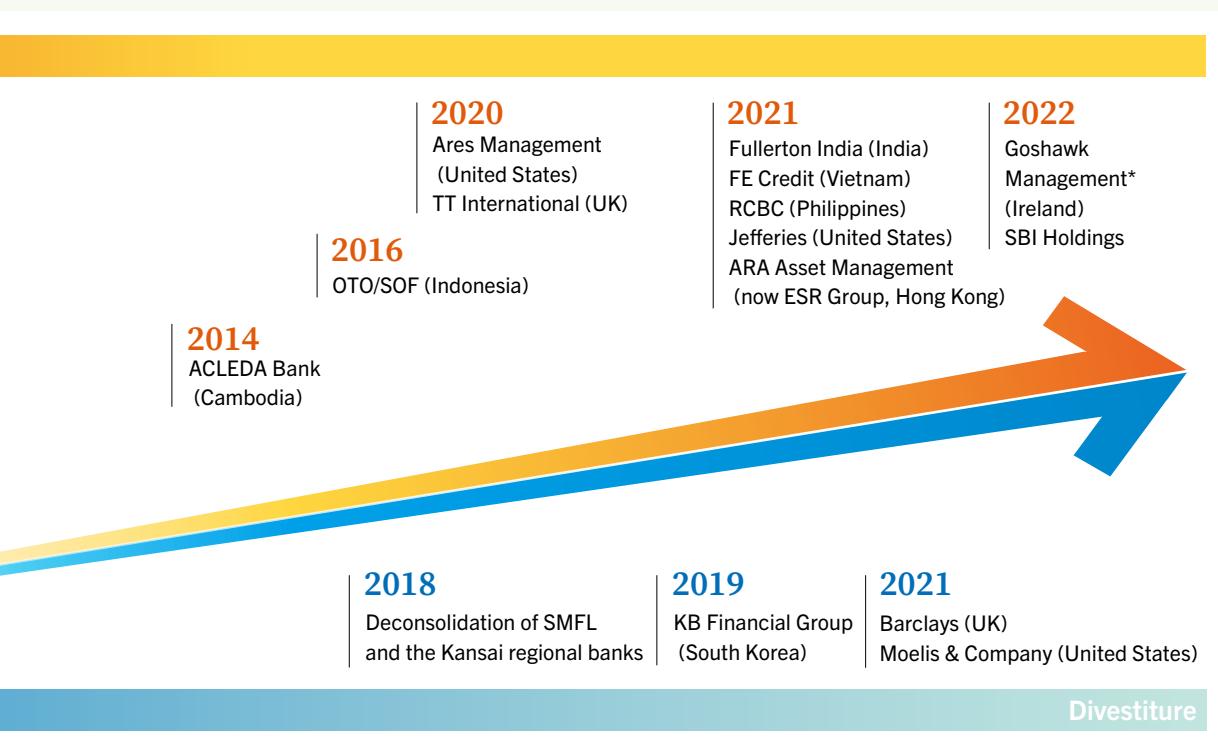 2020
Ares Management
(United States)
TT International (UK)
2021
Fullerton India (India)
FE Credit (Vietnam)
RCBC (Philippines)
Jefferies (United States)
ARA Asset Management
(now ESR Group, Hong Kong)
2022
Goshawk
Management*
(Ireland)
SBI Holdings
2016
OTO/SOF (Indonesia)
2014
ACLEDA Bank
(Cambodia)
2018
Deconsolidation of SMFL
and the Kansai regional banks
2019
KB Financial Group
(South Korea)
2021
Barclays (UK)
Moelis & Company (United States)
Divestiture